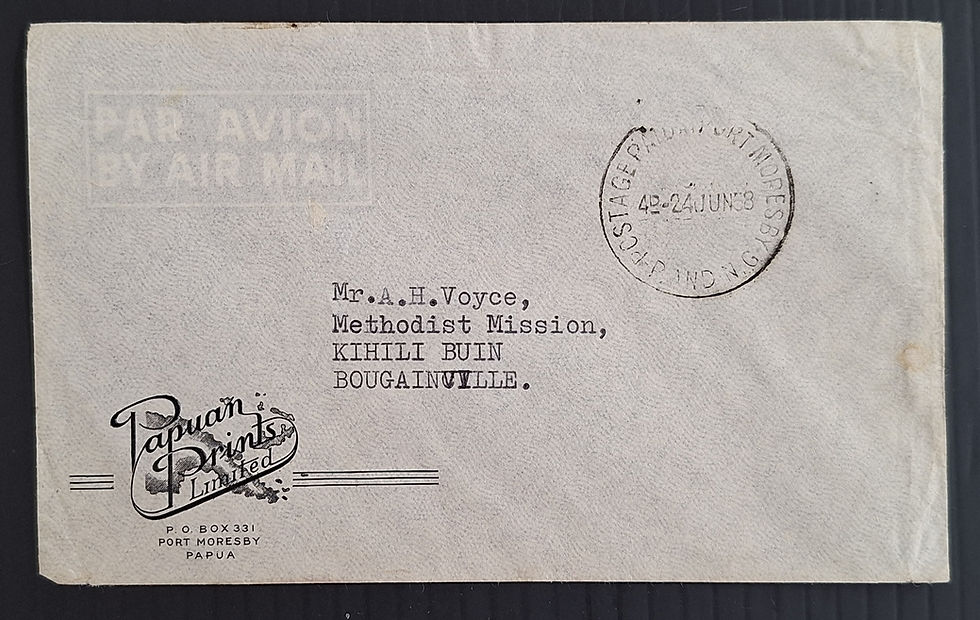 PAR AVION
BY AIR MAIL
POSTAGE PAID PORT MORESBY
4D-24JUN58
P. AND N.G.
Mr.A.H.Voyce,
Methodist Mission,
KIHILI BUIN
BOUGAINVILLE.
Papuan
Prints
Limited
P. O. BOX 331
PORT MORESBY
PAPUA